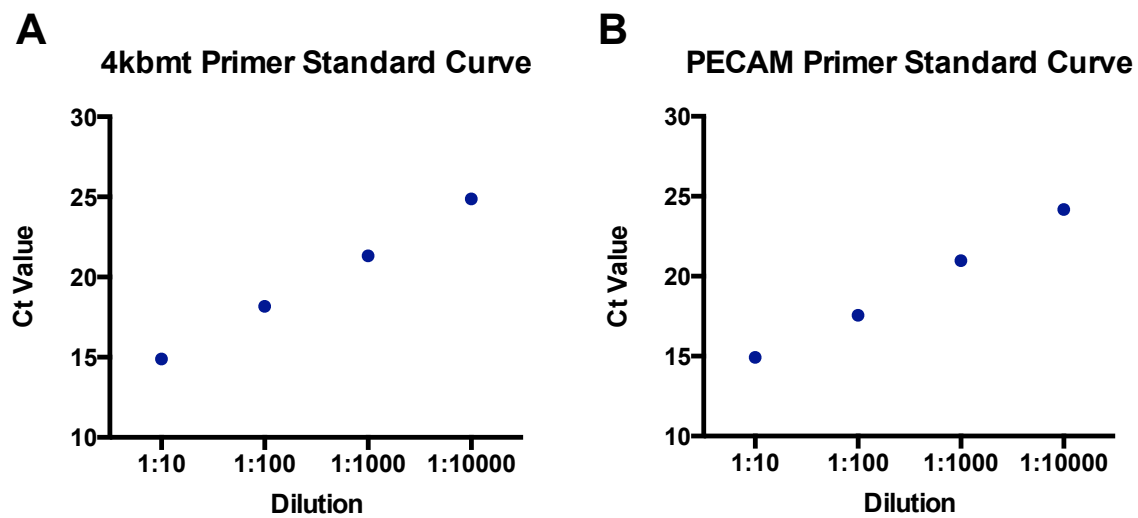 A
4kbmt Primer Standard Curve
30
25
20
15
10
Ct Value
1:10 1:100 1:1000 1:10000
Dilution
B
PECAM Primer Standard Curve
30
25
20
15
10
Ct Value
1:10 1:100 1:1000 1:10000
Dilution